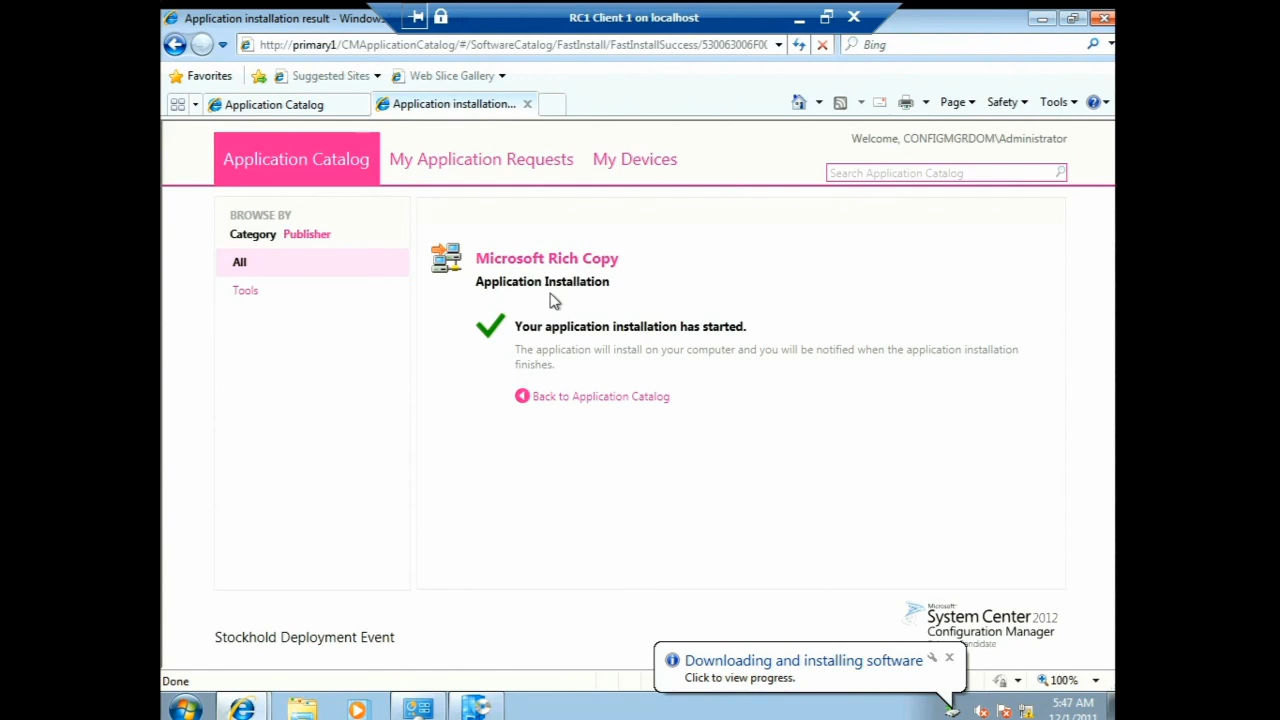 Application installation result - Windows
RC1 Client 1 on localhost
http://primary1/CMApplicationCatalog/#/SoftwareCatalog/FastInstall/FastInstallSuccess/530063006F0(
Bing
Favorites
Suggested Sites
Web Slice Gallery
Application Catalog
Application installation...
Page
Safety
Tools
Welcome, CONFIGMGRDOM\Administrator
Application Catalog
My Application Requests
My Devices
Search Application Catalog
BROWSE BY
Category Publisher
All
Tools
Microsoft Rich Copy
Application Installation
Your application installation has started.
The application will install on your computer and you will be notified when the application installation
finishes.
Back to Application Catalog
Microsoft
System Center 2012
Configuration Manager
Stockhold Deployment Event
Downloading and installing software
Click to view progress.
Done
100%
5:47 AM
12/1/2011